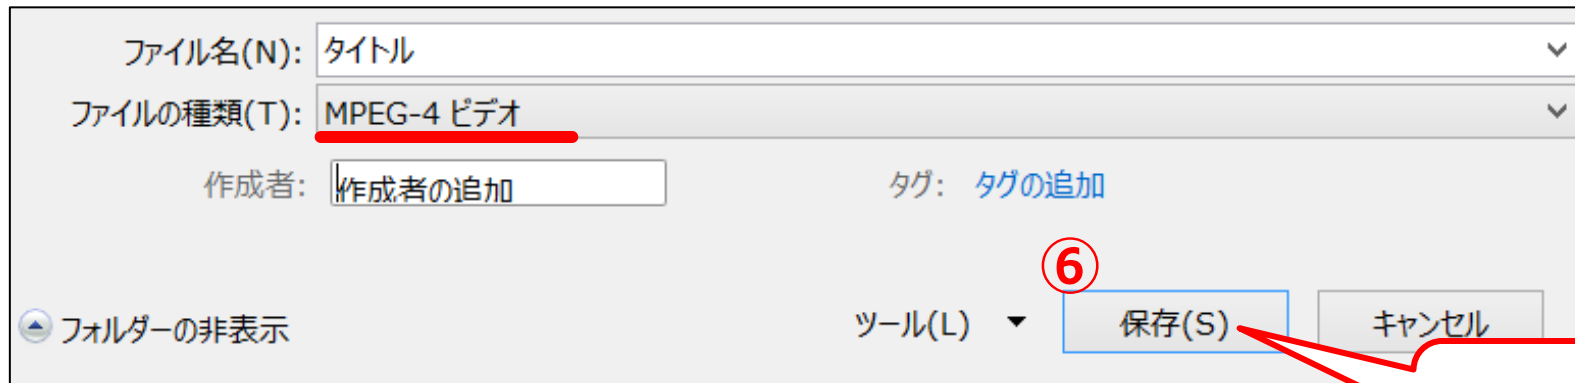 ファイル名(N): タイトル
ファイルの種類(T): MPEG-4 ビデオ
作成者: 作成者の追加 タグ: タグの追加
⑥
フォルダーの非表示 ツール(L) 保存(S) キャンセル